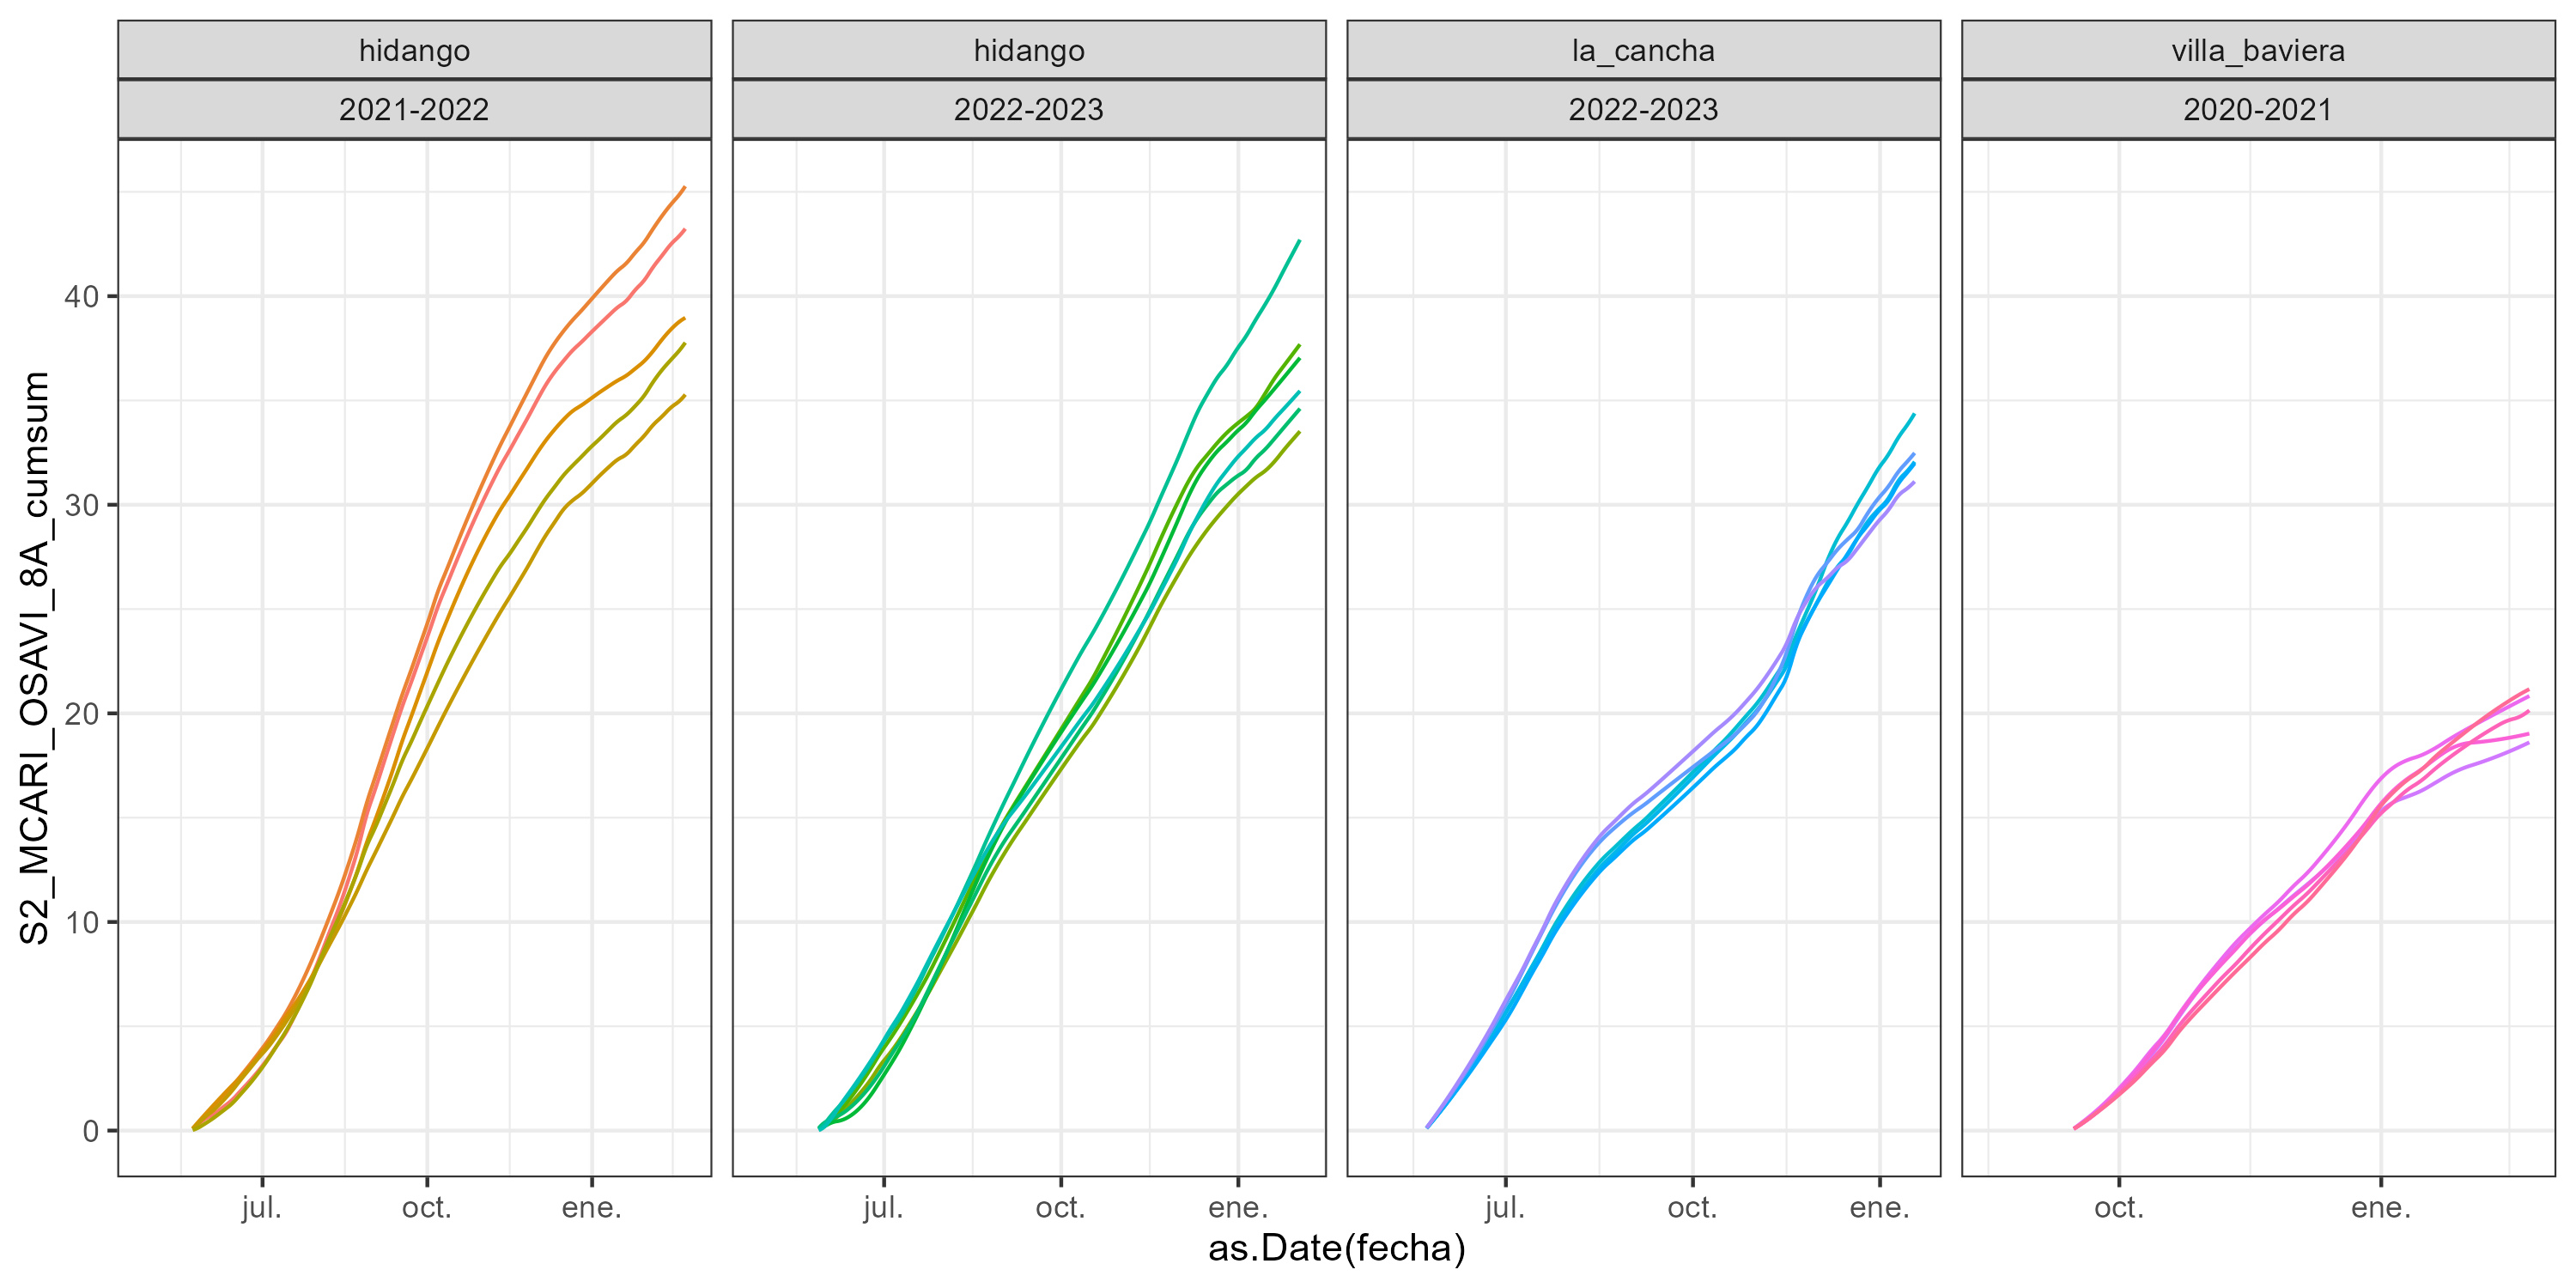 hidango hidango la_cancha villa_baviera
2021-2022 2022-2023 2022-2023 2020-2021
S2_MCARI_OSAVI_8A_cumsum
40
30
20
10
0
jul. oct. ene. jul. oct. ene. jul. oct. ene. oct. ene.
as.Date(fecha)